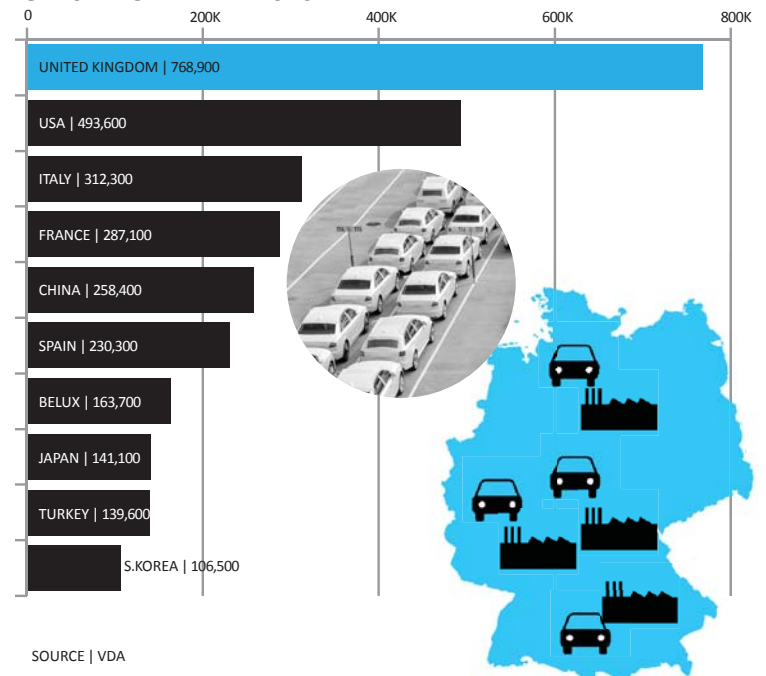 0 200K 400K 600K 800K
UNITED KINGDOM | 768,900
USA | 493,600
ITALY | 312,300
FRANCE | 287,100
CHINA | 258,400
SPAIN | 230,300
BELUX | 163,700
JAPAN | 141,100
TURKEY | 139,600
S.KOREA | 106,500
SOURCE | VDA